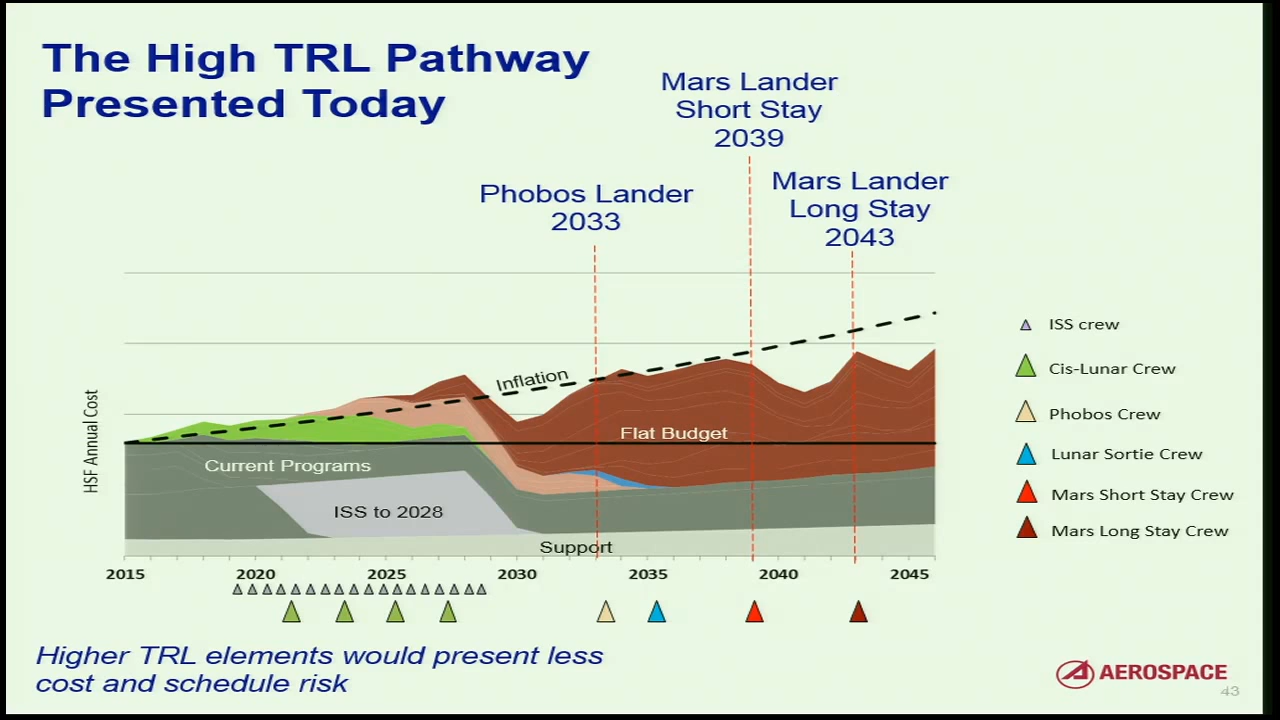 The High TRL Pathway
Presented Today
Mars Lander
Short Stay
2039
Phobos Lander
2033
Mars Lander
Long Stay
2043
HSF Annual Cost
Inflation
Flat Budget
Current Programs
ISS to 2028
Support
2015 2020 2025 2030 2035 2040 2045
ISS crew
Cis-Lunar Crew
Phobos Crew
Lunar Sortie Crew
Mars Short Stay Crew
Mars Long Stay Crew
Higher TRL elements would present less
cost and schedule risk
AEROSPACE
43